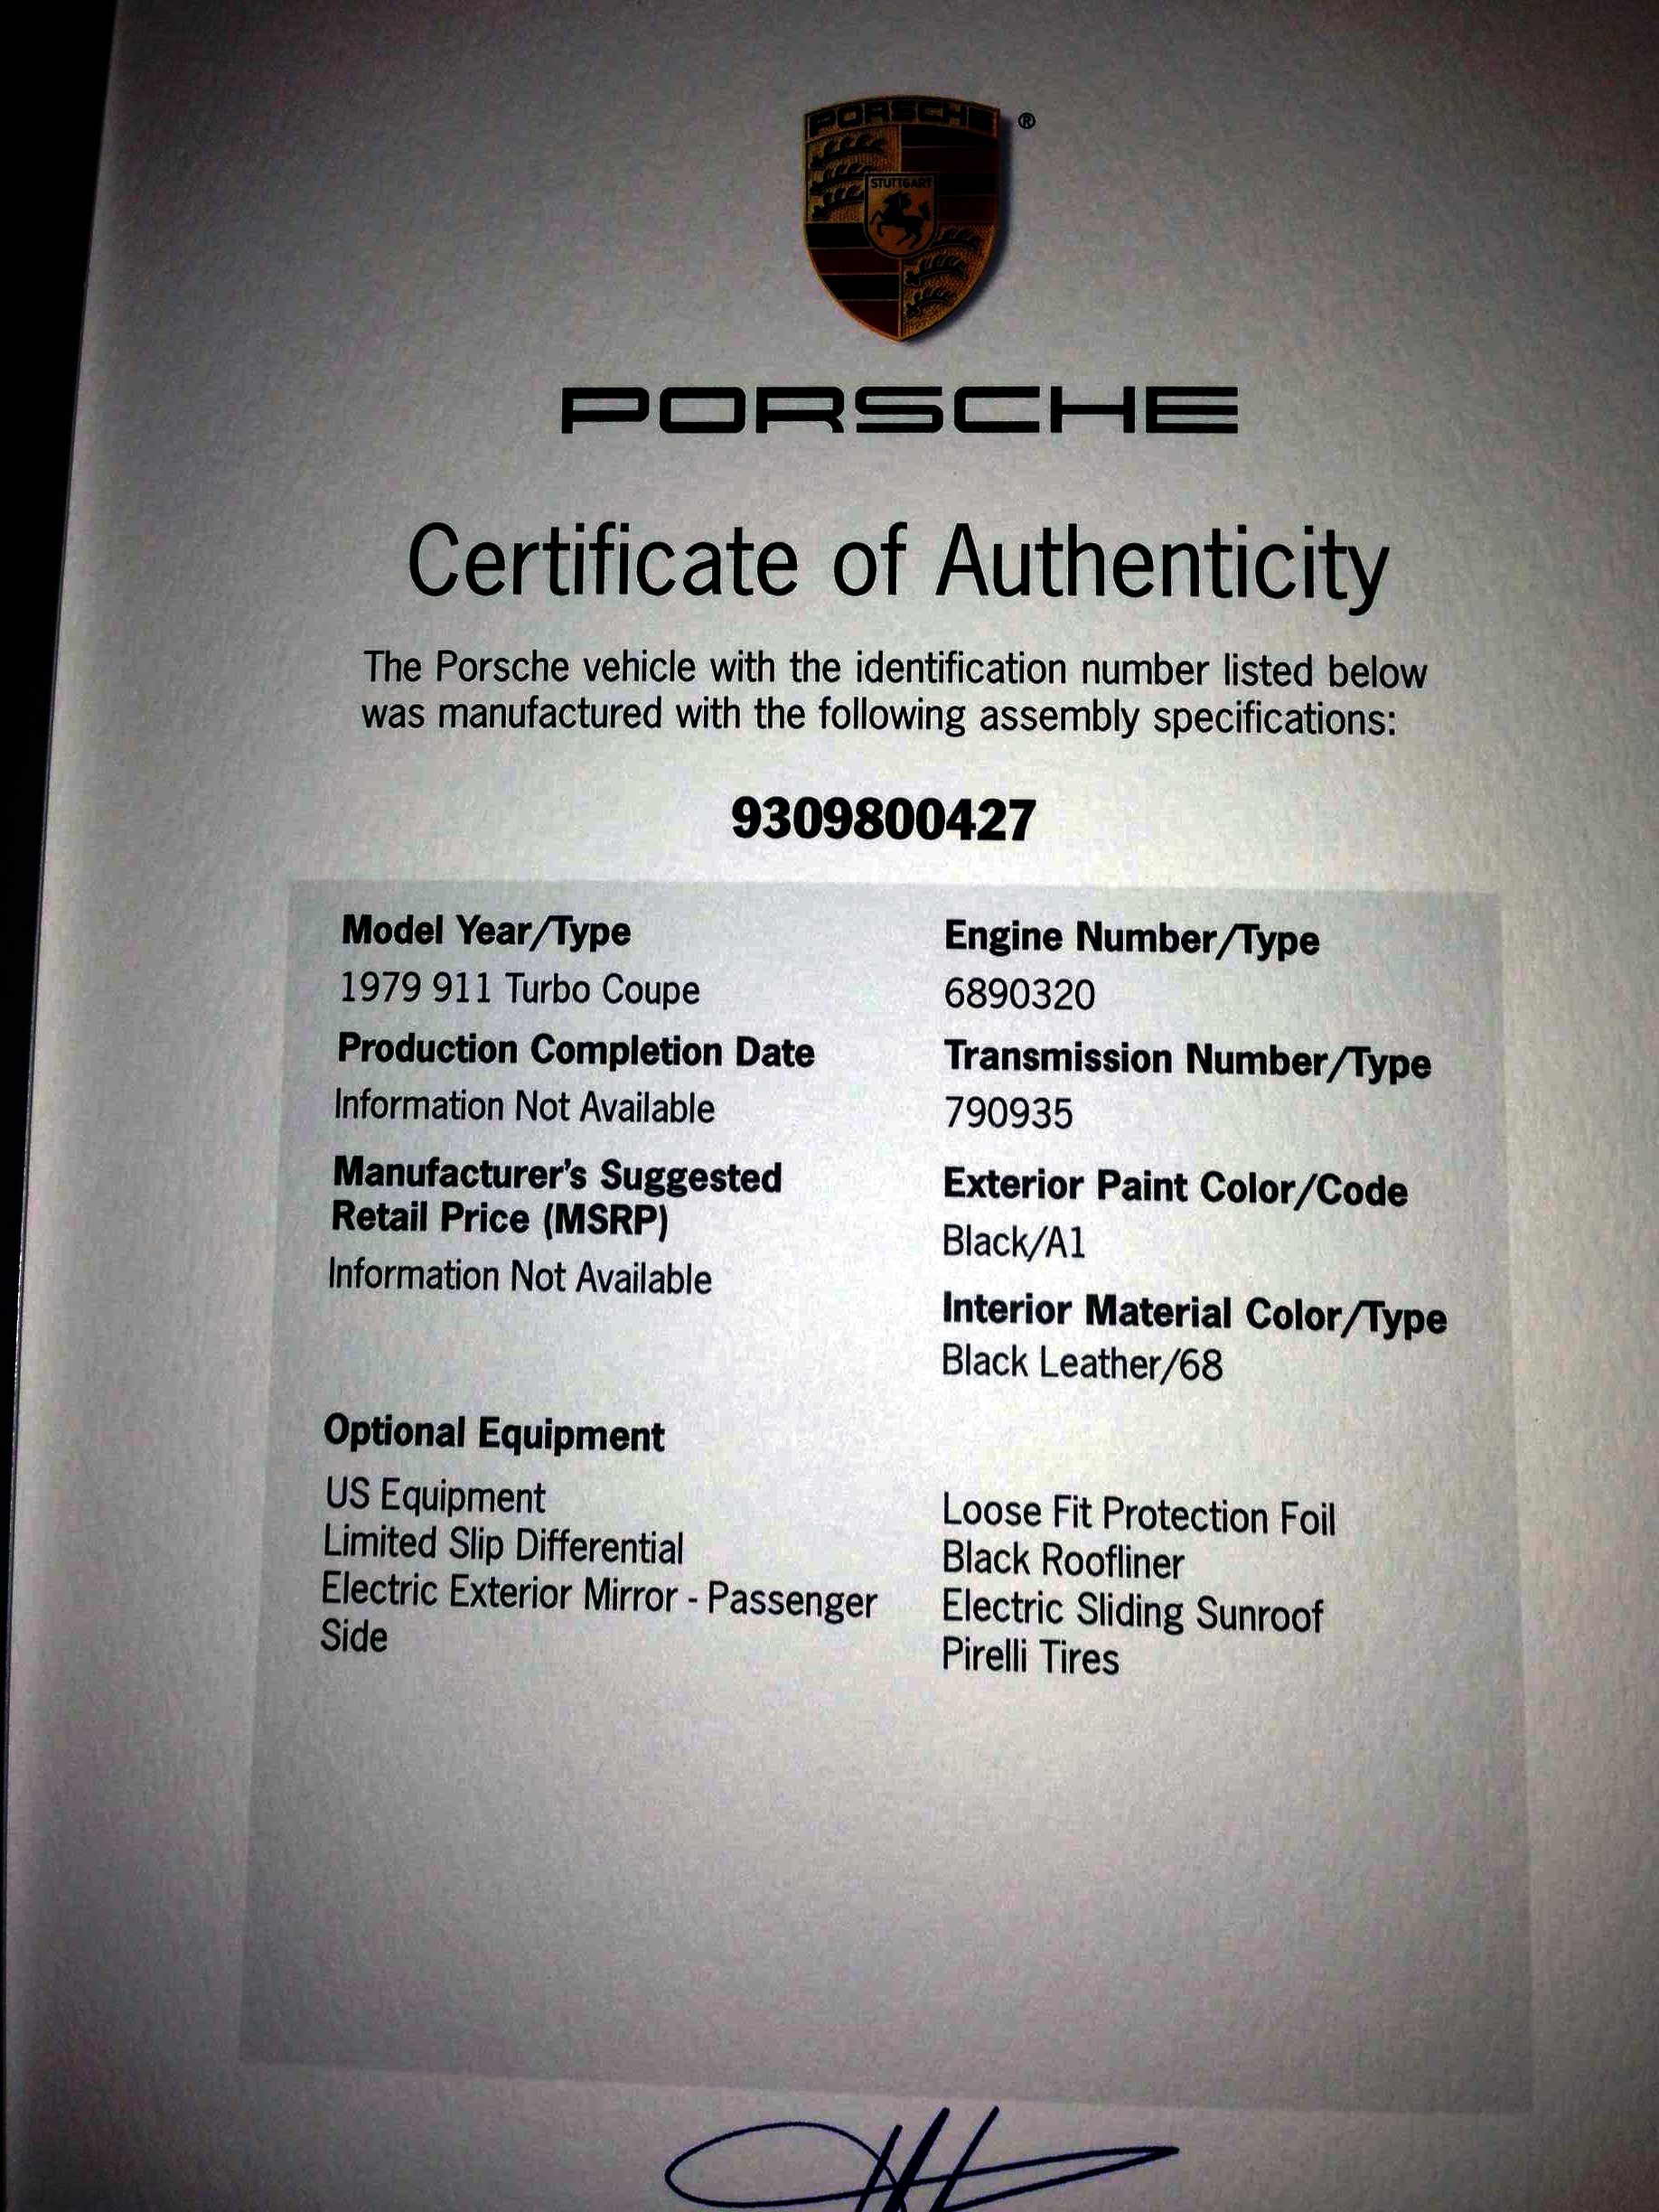 PORSCHE
®
STUTTGART
PORSCHE
Certificate of Authenticity
The Porsche vehicle with the identification number listed below
was manufactured with the following assembly specifications:
9309800427
Model Year/Type
1979 911 Turbo Coupe
Production Completion Date
Information Not Available
Manufacturer's Suggested
Retail Price (MSRP)
Information Not Available
Engine Number/Type
6890320
Transmission Number/Type
790935
Exterior Paint Color/Code
Black/A1
Interior Material Color/Type
Black Leather/68
Optional Equipment
US Equipment
Limited Slip Differential
Electric Exterior Mirror - Passenger
Side
Loose Fit Protection Foil
Black Roofliner
Electric Sliding Sunroof
Pirelli Tires